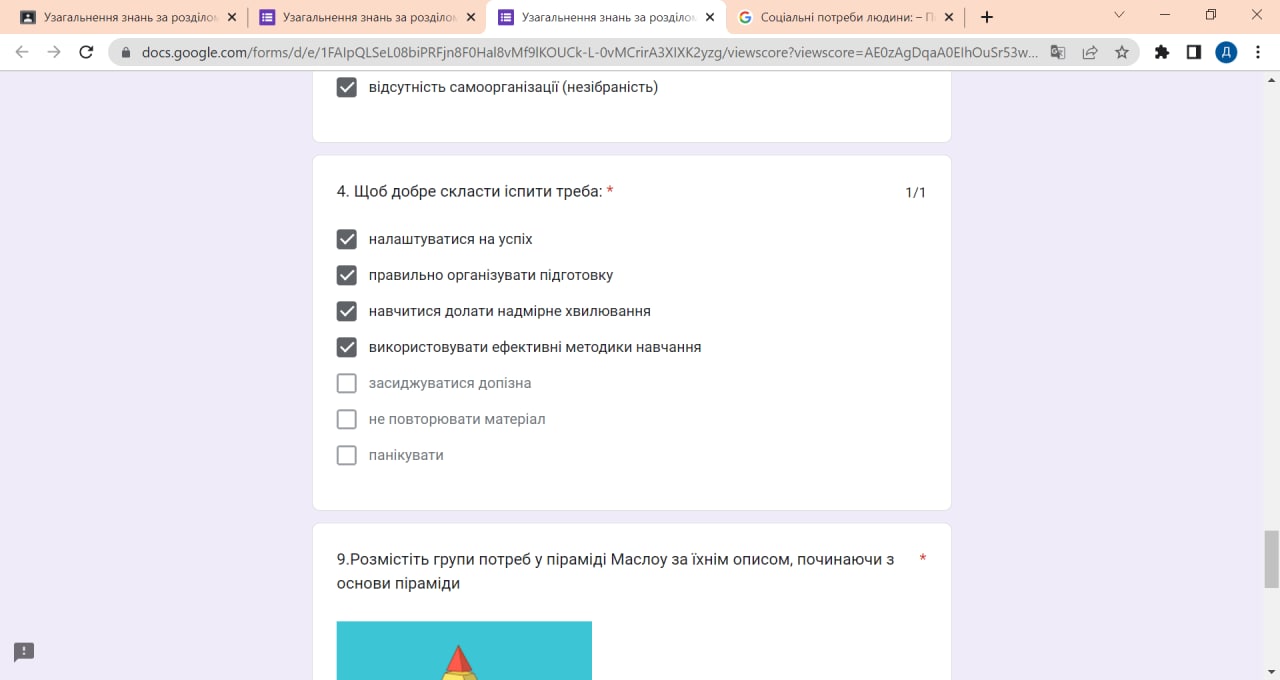 Узагальнення знань за розділом
Узагальнення знань за розділом
Узагальнення знань за розділом
Соціальні потреби людини: – П
docs.google.com/forms/d/e/1FAIpQLSeL08biPRFjn8F0Hal8vMf9lKOUCk-L-0vMCrirA3XIXK2yzg/viewscore?viewscore=AE0zAgDqaA0EIhOuSr53w...
Д
відсутність самоорганізації (незібраність)
4. Щоб добре скласти іспити треба: *
1/1
налаштуватися на успіх
правильно організувати підготовку
навчитися долати надмірне хвилювання
використовувати ефективні методики навчання
засиджуватися допізна
не повторювати матеріал
панікувати
9.Розмістіть групи потреб у піраміді Маслоу за їхнім описом, починаючи з *
основи піраміди